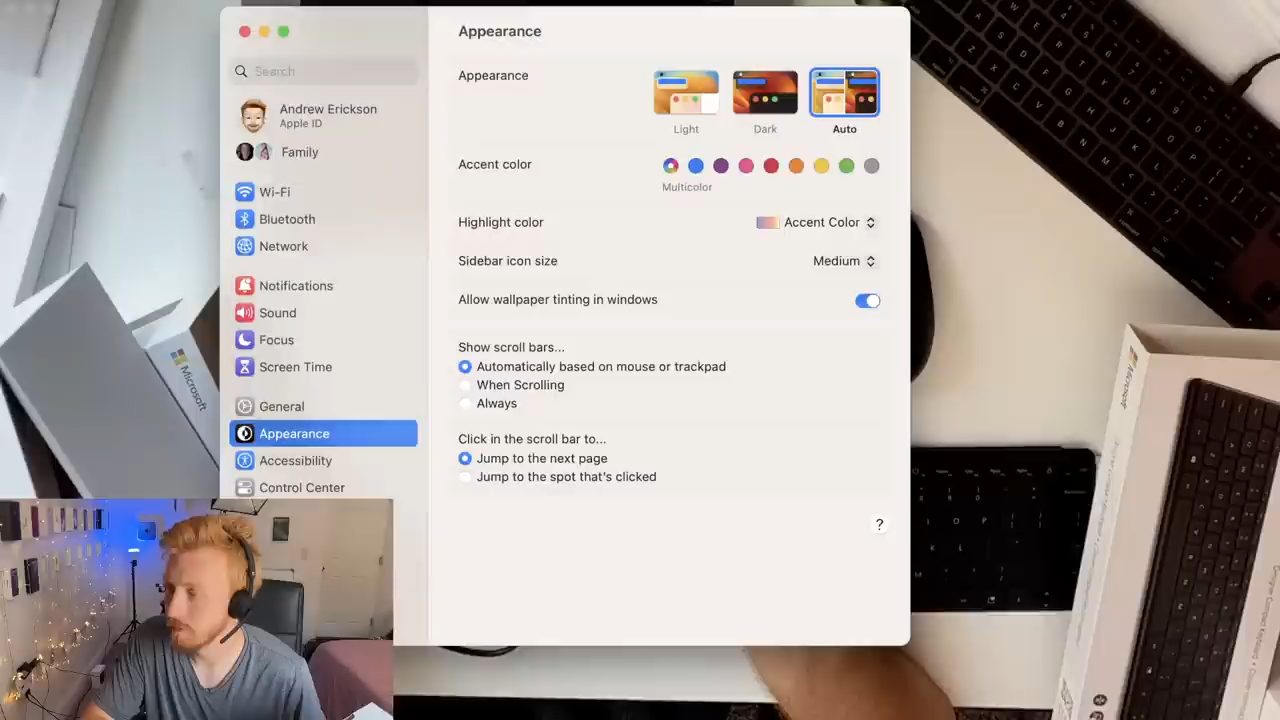 Appearance
Search
Andrew Erickson
Apple ID
Family
Wi-Fi
Bluetooth
Network
Notifications
Sound
Focus
Screen Time
General
Appearance
Accessibility
Control Center
Appearance
Light
Dark
Auto
Accent color
Multicolor
Highlight color
Accent Color
Sidebar icon size
Medium
Allow wallpaper tinting in windows
Show scroll bars...
Automatically based on mouse or trackpad
When Scrolling
Always
Click in the scroll bar to...
Jump to the next page
Jump to the spot that's clicked
?
Microsoft
Microsoft
Designer Compact Keyboard